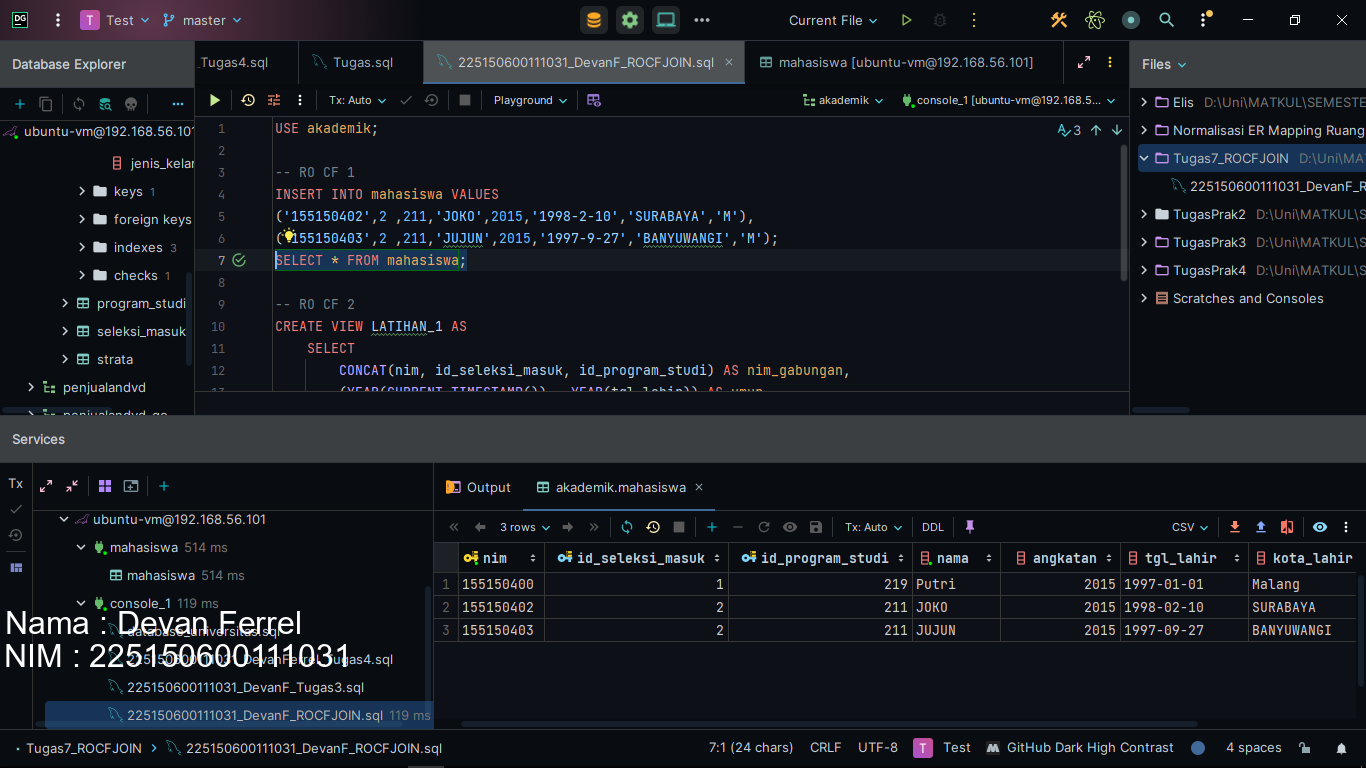 DG
T Test master
Current File
Database Explorer
Tugas4.sql
Tugas.sql
225150600111031_DevanF_ROCFJOIN.sql
mahasiswa [ubuntu-vm@192.168.56.101]
Files
Tx: Auto
Playground
akademik
console_1 [ubuntu-vm@192.168.5...
ubuntu-vm@192.168.56.101
jenis_kelar
keys 1
foreign keys
indexes 3
checks 1
program_studi
seleksi_masuk
strata
penjualandvd
3
1 USE akademik;
2
3 -- RO CF 1
4 INSERT INTO mahasiswa VALUES
5 ('155150402',2 ,211,'JOKO',2015,'1998-2-10','SURABAYA','M'),
6 ('155150403',2 ,211,'JUJUN',2015,'1997-9-27','BANYUWANGI','M');
7 SELECT * FROM mahasiswa;
8
9 -- RO CF 2
10 CREATE VIEW LATIHAN_1 AS
11 SELECT
12 CONCAT(nim, id_seleksi_masuk, id_program_studi) AS nim_gabungan,
Elis D:\Uni\MATKUL\SEMESTE
Normalisasi ER Mapping Ruang
Tugas7_ROCFJOIN D:\Uni\MAT
225150600111031_DevanF_R
TugasPrak2 D:\Uni\MATKUL\S
TugasPrak3 D:\Uni\MATKUL\S
TugasPrak4 D:\Uni\MATKUL\S
Scratches and Consoles
Services
Tx
ubuntu-vm@192.168.56.101
mahasiswa 514 ms
mahasiswa 514 ms
console_1 119 ms
database_universitas.sql
225150600111031_DevanFerrel_Tugas4.sql
225150600111031_DevanF_Tugas3.sql
225150600111031_DevanF_ROCFJOIN.sql 119 ms
Nama : Devan Ferrel
NIM : 225150600111031
Output
akademik.mahasiswa
3 rows
Tx: Auto
DDL
CSV
nim id_seleksi_masuk id_program_studi nama angkatan tgl_lahir kota_lahir
1 155150400 1 219 Putri 2015 1997-01-01 Malang
2 155150402 2 211 JOKO 2015 1998-02-10 SURABAYA
3 155150403 2 211 JUJUN 2015 1997-09-27 BANYUWANGI
Tugas7_ROCFJOIN
225150600111031_DevanF_ROCFJOIN.sql
7:1 (24 chars) CRLF UTF-8 T Test GitHub Dark High Contrast 4 spaces